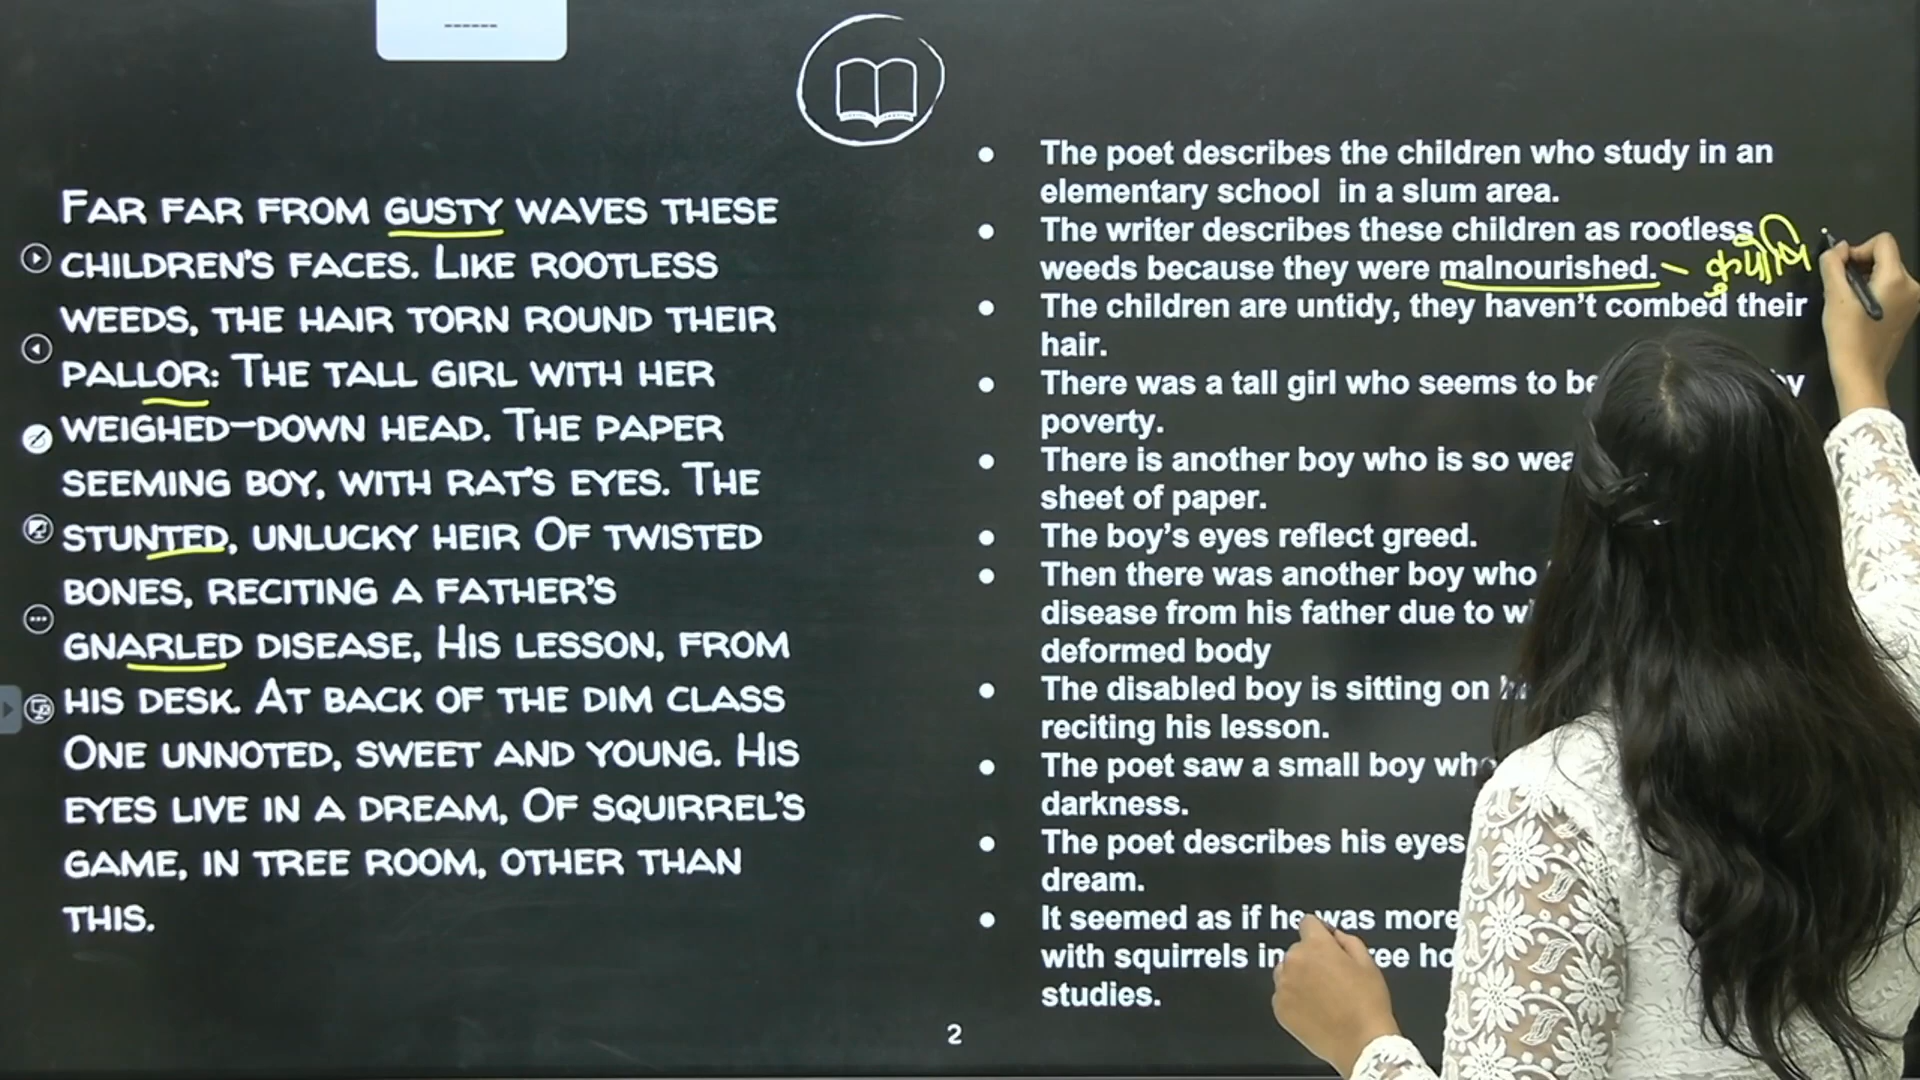 ------
FAR FAR FROM GUSTY WAVES THESE
CHILDREN'S FACES. LIKE ROOTLESS
WEEDS, THE HAIR TORN ROUND THEIR
PALLOR: THE TALL GIRL WITH HER
WEIGHED-DOWN HEAD. THE PAPER
SEEMING BOY, WITH RAT'S EYES. THE
STUNTED, UNLUCKY HEIR OF TWISTED
BONES, RECITING A FATHER'S
GNARLED DISEASE, HIS LESSON, FROM
HIS DESK. AT BACK OF THE DIM CLASS
ONE UNNOTED, SWEET AND YOUNG. HIS
EYES LIVE IN A DREAM, OF SQUIRREL'S
GAME, IN TREE ROOM, OTHER THAN
THIS.
• The poet describes the children who study in an
elementary school in a slum area.
• The writer describes these children as rootless
weeds because they were malnourished. –
• The children are untidy, they haven't combed their
hair.
• There was a tall girl who seems to be
poverty.
• There is another boy who is so
sheet of paper.
• The boy's eyes reflect greed.
• Then there was another boy who
disease from his father due to
deformed body
• The disabled boy is sitting on
reciting his lesson.
• The poet saw a small boy
darkness.
• The poet describes his eyes
dream.
• It seemed as if he was more
with squirrels in
studies.
2